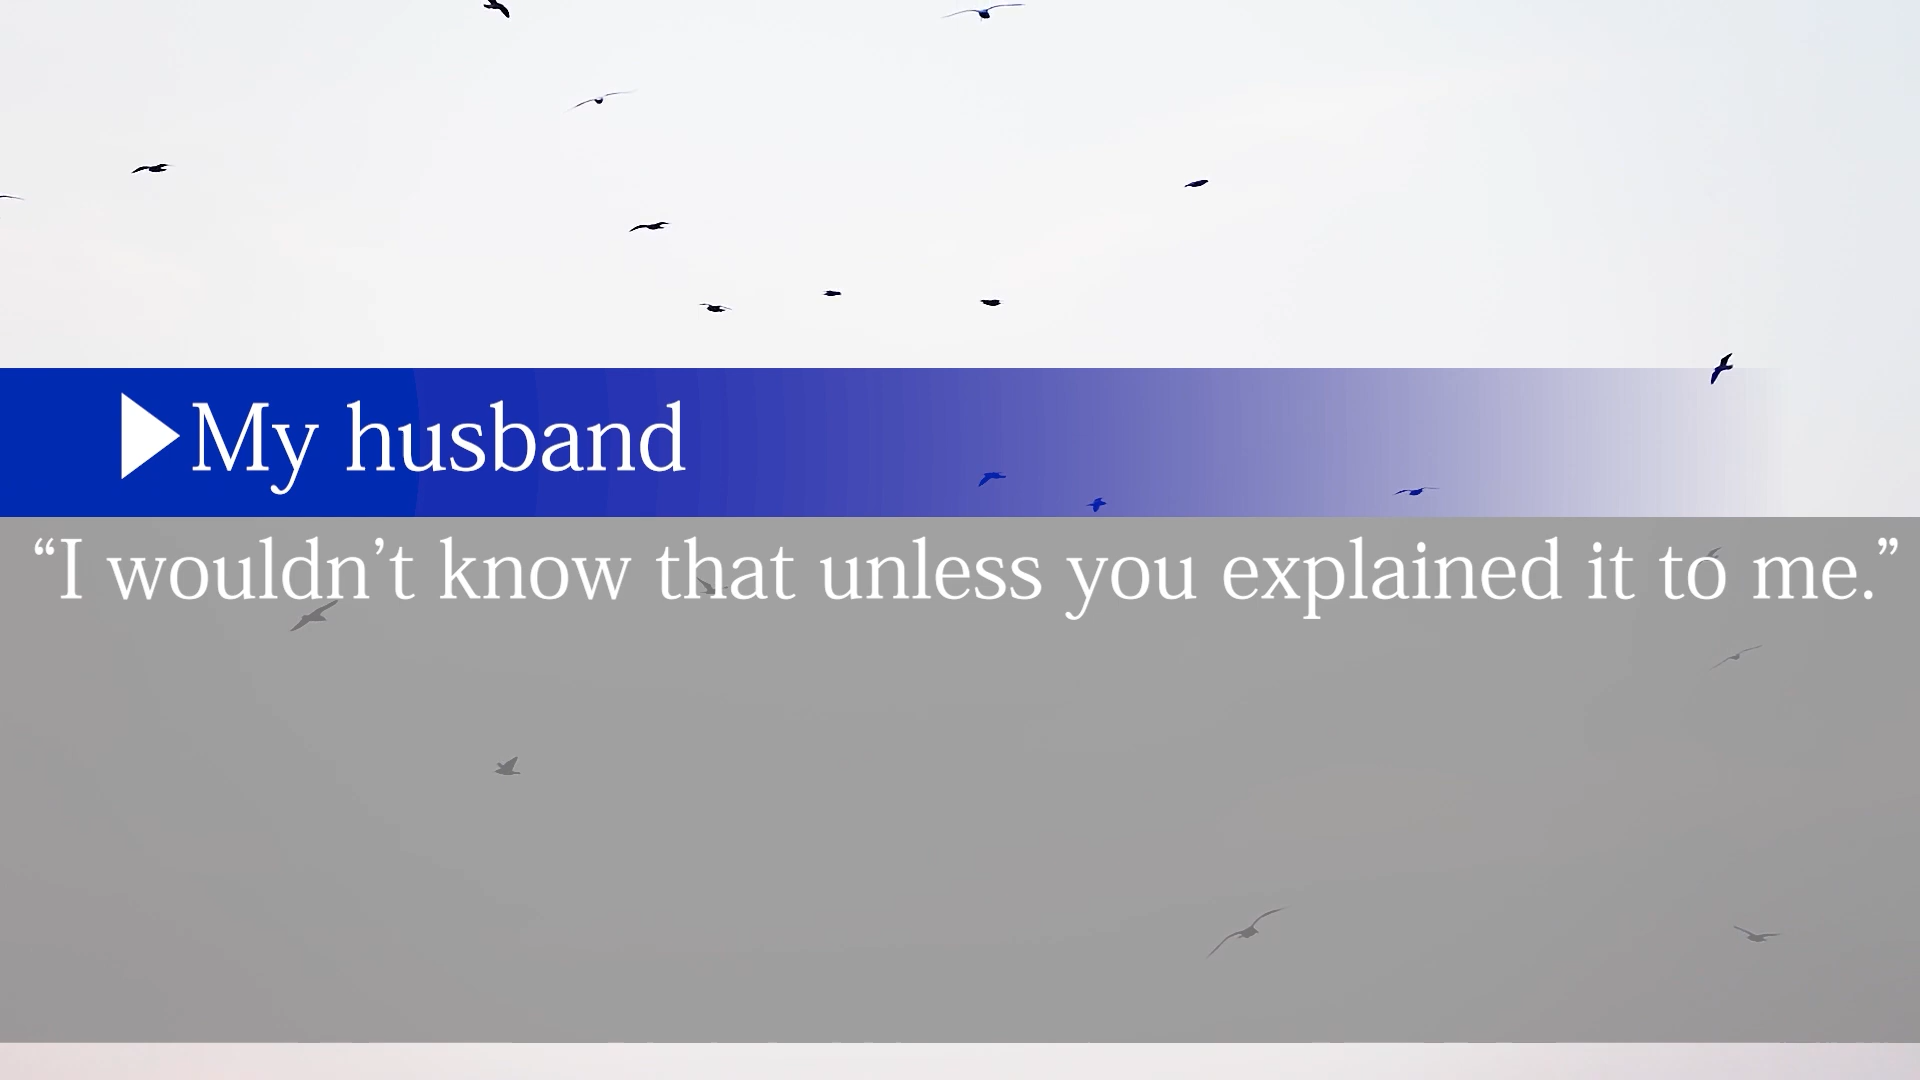 ▶My husband
“I wouldn’t know that unless you explained it to me.”